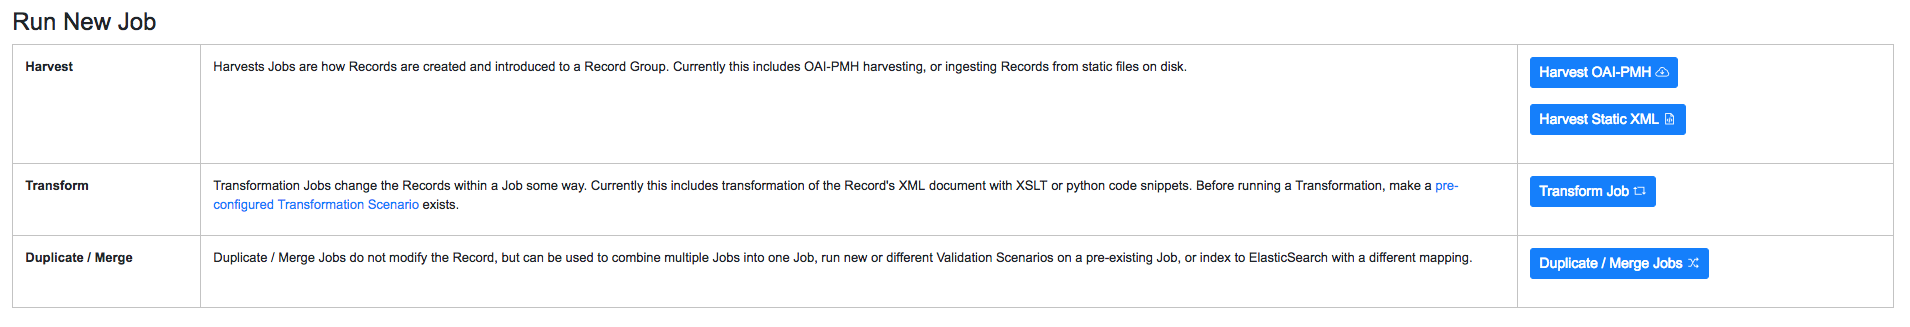 Run New Job
Harvest
Harvests Jobs are how Records are created and introduced to a Record Group. Currently this includes OAI-PMH harvesting, or ingesting Records from static files on disk.
Harvest OAI-PMH
Harvest Static XML
Transform
Transformation Jobs change the Records within a Job some way. Currently this includes transformation of the Record's XML document with XSLT or python code snippets. Before running a Transformation, make a pre-
configured Transformation Scenario exists.
Transform Job
Duplicate / Merge
Duplicate / Merge Jobs do not modify the Record, but can be used to combine multiple Jobs into one Job, run new or different Validation Scenarios on a pre-existing Job, or index to ElasticSearch with a different mapping.
Duplicate / Merge Jobs